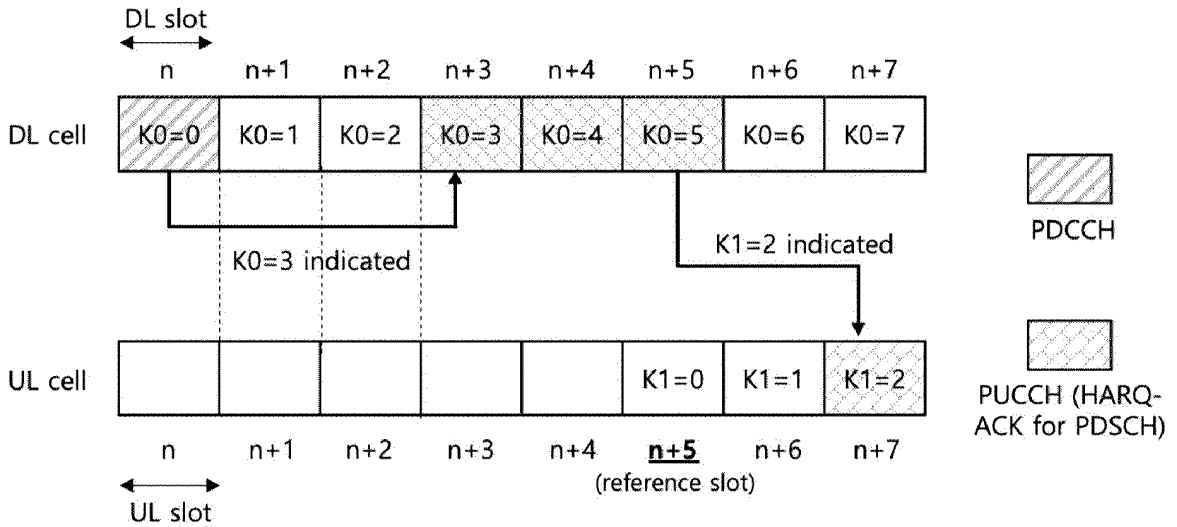 DL slot
n n+1 n+2 n+3 n+4 n+5 n+6 n+7
DL cell K0=0 K0=1 K0=2 K0=3 K0=4 K0=5 K0=6 K0=7
PDCCH
K0=3 indicated
K1=2 indicated
UL cell K1=0 K1=1 K1=2
PUCCH (HARQ-
ACK for PDSCH)
n n+1 n+2 n+3 n+4 n+5 n+6 n+7
(reference slot)
UL slot